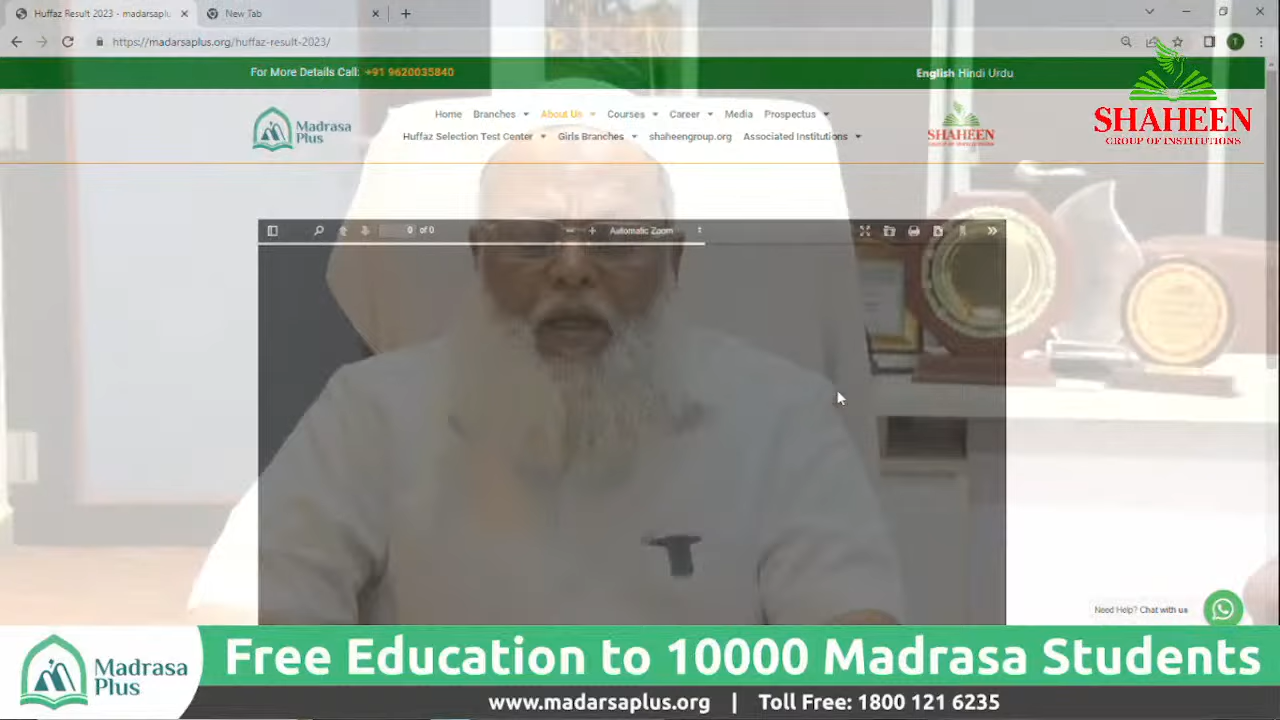 Huffaz Result 2023 - madarsaplu
New Tab
https://madarsaplus.org/huffaz-result-2023/
For More Details Call: +91 9620035840
English Hindi Urdu
Madrasa
Plus
Home Branches About Us Courses Career Media Prospectus
Huffaz Selection Test Center Girls Branches shaheengroup.org Associated Institutions
SHAHEEN
SHAHEEN
GROUP OF INSTITUTIONS
0 of 0
Automatic Zoom
T
Need Help? Chat with us
Madrasa
Plus
Free Education to 10000 Madrasa Students
www.madarsaplus.org | Toll Free: 1800 121 6235